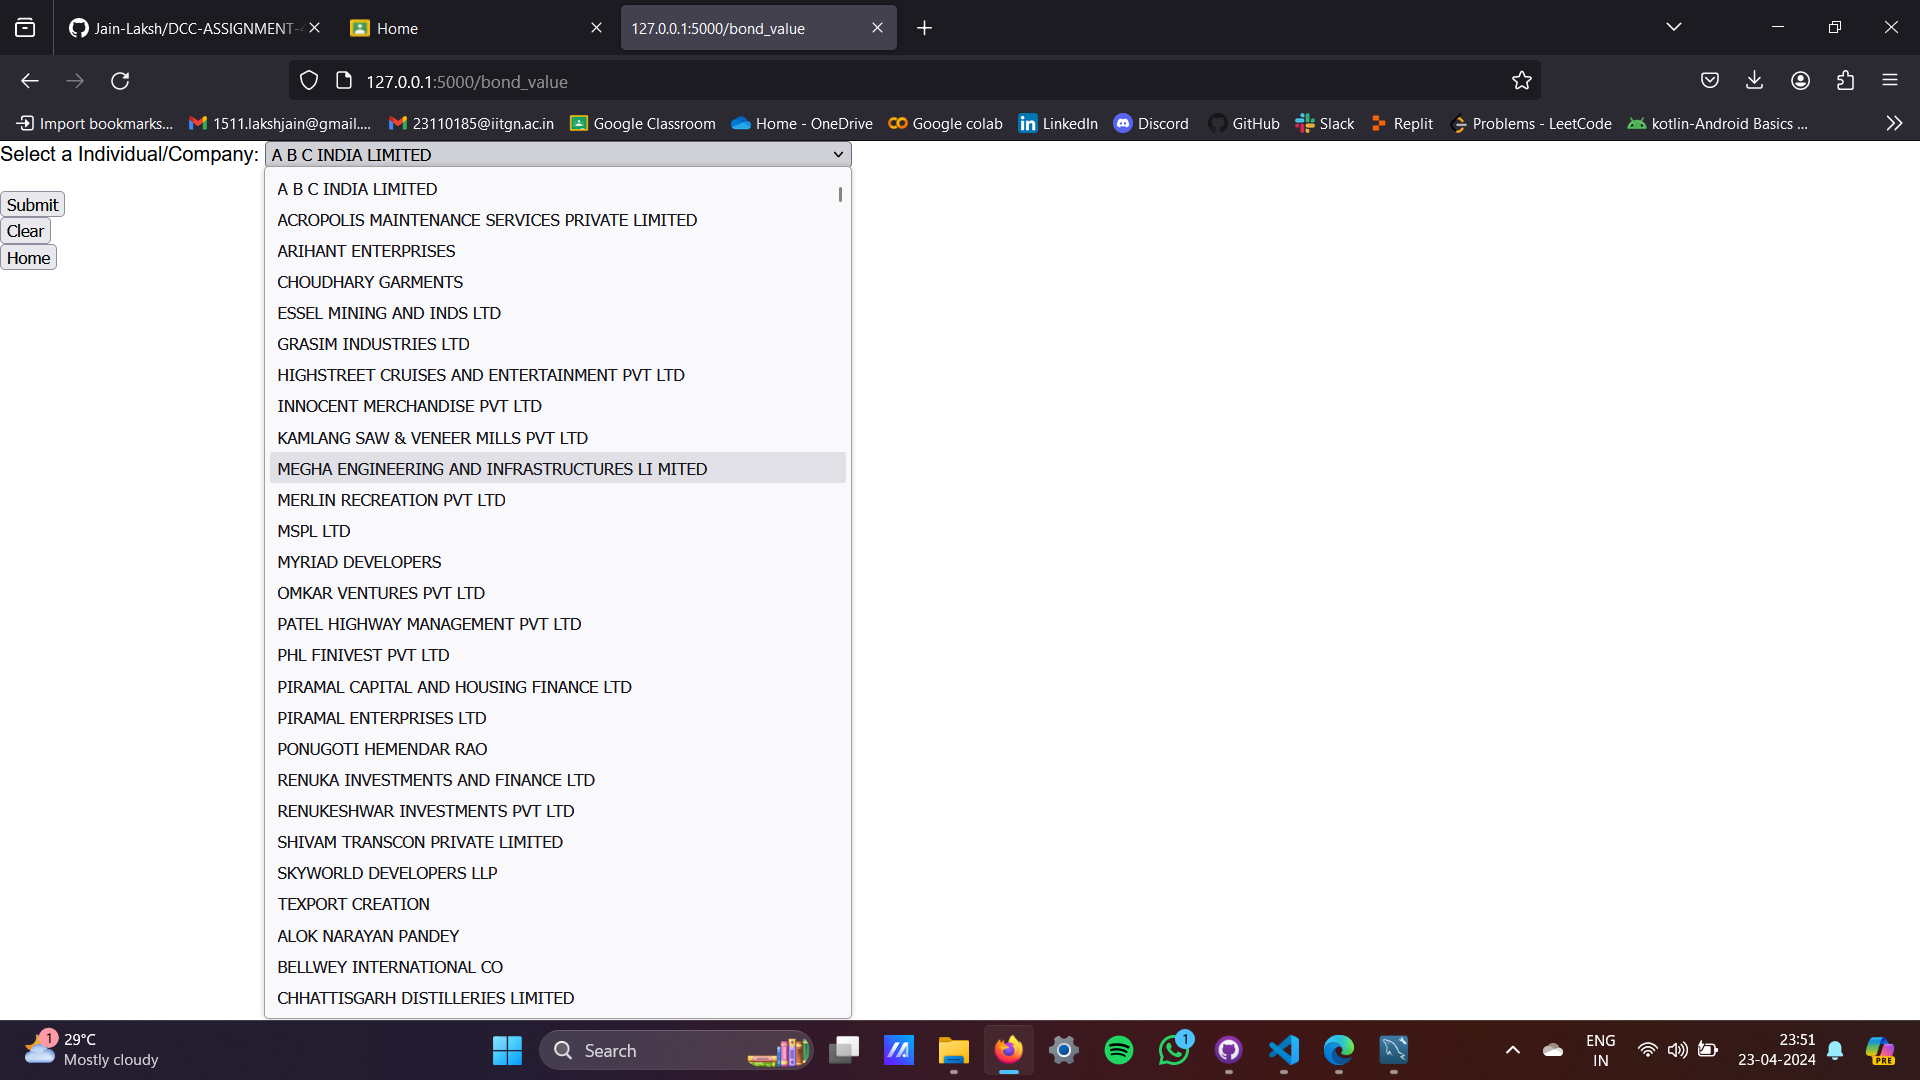 Jain-Laksh/DCC-ASSIGNMENT-
Home
127.0.0.1:5000/bond_value
127.0.0.1:5000/bond_value
Import bookmarks...
1511.lakshjain@gmail....
23110185@iitgn.ac.in
Google Classroom
Home - OneDrive
Google colab
LinkedIn
Discord
GitHub
Slack
Replit
Problems - LeetCode
kotlin-Android Basics ...
Select a Individual/Company:
A B C INDIA LIMITED
Submit
Clear
Home
A B C INDIA LIMITED
ACROPOLIS MAINTENANCE SERVICES PRIVATE LIMITED
ARIHANT ENTERPRISES
CHOUDHARY GARMENTS
ESSEL MINING AND INDS LTD
GRASIM INDUSTRIES LTD
HIGHSTREET CRUISES AND ENTERTAINMENT PVT LTD
INNOCENT MERCHANDISE PVT LTD
KAMLANG SAW & VENEER MILLS PVT LTD
MEGHA ENGINEERING AND INFRASTRUCTURES LI MITED
MERLIN RECREATION PVT LTD
MSPL LTD
MYRIAD DEVELOPERS
OMKAR VENTURES PVT LTD
PATEL HIGHWAY MANAGEMENT PVT LTD
PHL FINIVEST PVT LTD
PIRAMAL CAPITAL AND HOUSING FINANCE LTD
PIRAMAL ENTERPRISES LTD
PONUGOTI HEMENDAR RAO
RENUKA INVESTMENTS AND FINANCE LTD
RENUKESHWAR INVESTMENTS PVT LTD
SHIVAM TRANSCON PRIVATE LIMITED
SKYWORLD DEVELOPERS LLP
TEXPORT CREATION
ALOK NARAYAN PANDEY
BELLWEY INTERNATIONAL CO
CHHATTISGARH DISTILLERIES LIMITED
1
29°C
Mostly cloudy
Search
1
ENG
IN
23:51
23-04-2024
PRE